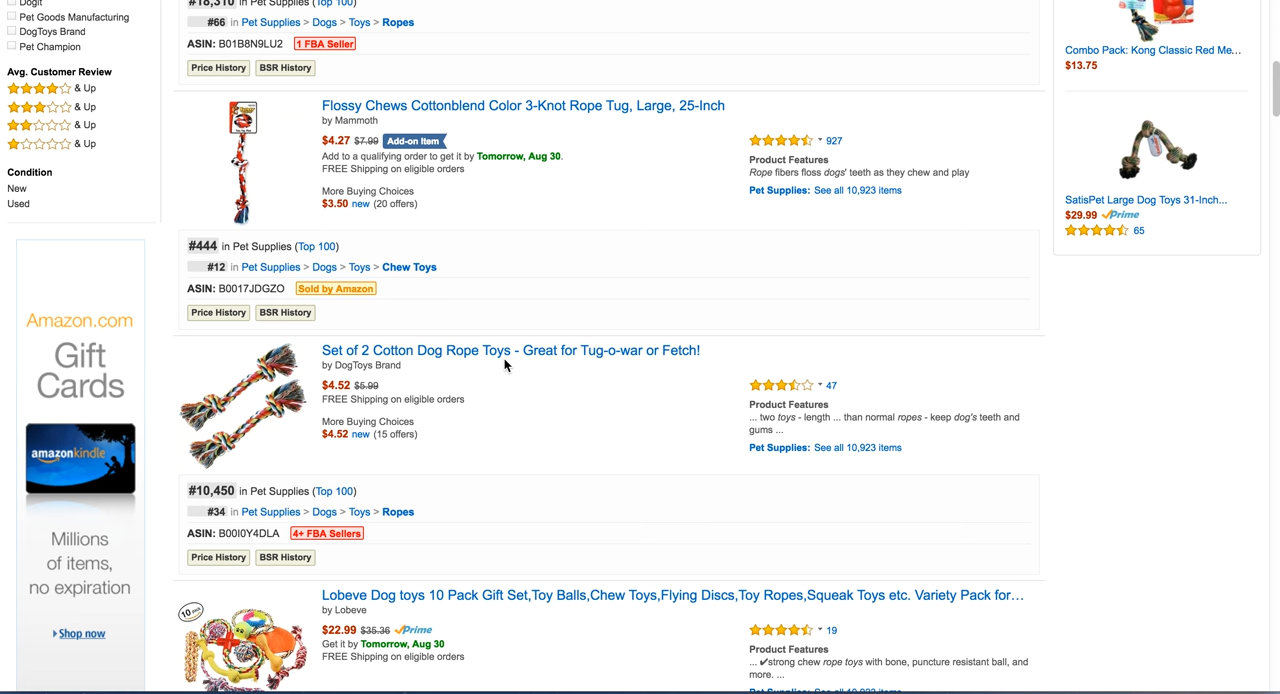 Dogit
Pet Goods Manufacturing
DogToys Brand
Pet Champion
Avg. Customer Review
& Up
& Up
& Up
& Up
Condition
New
Used
Amazon.com
Gift
Cards
amazonkindle
Millions
of items,
no expiration
Shop now
#18,310 in Pet Supplies (Top 100)
#66 in Pet Supplies > Dogs > Toys > Ropes
ASIN: B01B8N9LU2 1 FBA Seller
Price History BSR History
Flossy Chews Cottonblend Color 3-Knot Rope Tug, Large, 25-Inch
by Mammoth
$4.27 $7.99 Add-on Item
Add to a qualifying order to get it by Tomorrow, Aug 30.
FREE Shipping on eligible orders
More Buying Choices
$3.50 new (20 offers)
927
Product Features
Rope fibers floss dogs' teeth as they chew and play
Pet Supplies: See all 10,923 items
#444 in Pet Supplies (Top 100)
#12 in Pet Supplies > Dogs > Toys > Chew Toys
ASIN: B0017JDGZO Sold by Amazon
Price History BSR History
Set of 2 Cotton Dog Rope Toys - Great for Tug-o-war or Fetch!
by DogToys Brand
$4.52 $5.99
FREE Shipping on eligible orders
More Buying Choices
$4.52 new (15 offers)
47
Product Features
... two toys - length ... than normal ropes - keep dog's teeth and
gums ...
Pet Supplies: See all 10,923 items
#10,450 in Pet Supplies (Top 100)
#34 in Pet Supplies > Dogs > Toys > Ropes
ASIN: B00I0Y4DLA 4+ FBA Sellers
Price History BSR History
10 pack
Lobeve Dog toys 10 Pack Gift Set,Toy Balls,Chew Toys,Flying Discs,Toy Ropes,Squeak Toys etc. Variety Pack for...
by Lobeve
$22.99 $35.36 Prime
Get it by Tomorrow, Aug 30
FREE Shipping on eligible orders
19
Product Features
... ✔strong chew rope toys with bone, puncture resistant ball, and
more. ...
Pet Supplies: See all 10,923 items
Combo Pack: Kong Classic Red Me...
$13.75
SatisPet Large Dog Toys 31-Inch...
$29.99 Prime
65